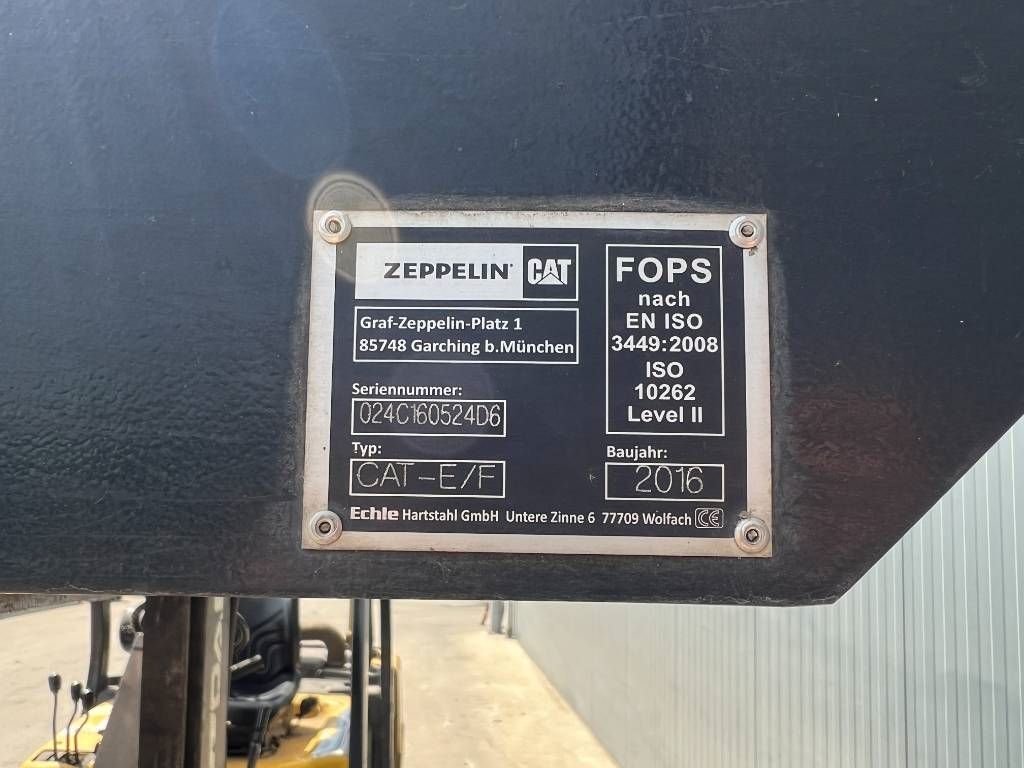 ZEPPELIN CAT
Graf-Zeppelin-Platz 1
85748 Garching b.München
Seriennummer:
024C160524D6
Typ:
CAT-E/F
FOPS
nach
EN ISO
3449:2008
ISO
10262
Level II
Baujahr:
2016
Echle Hartstahl GmbH Untere Zinne 6 77709 Wolfach CE